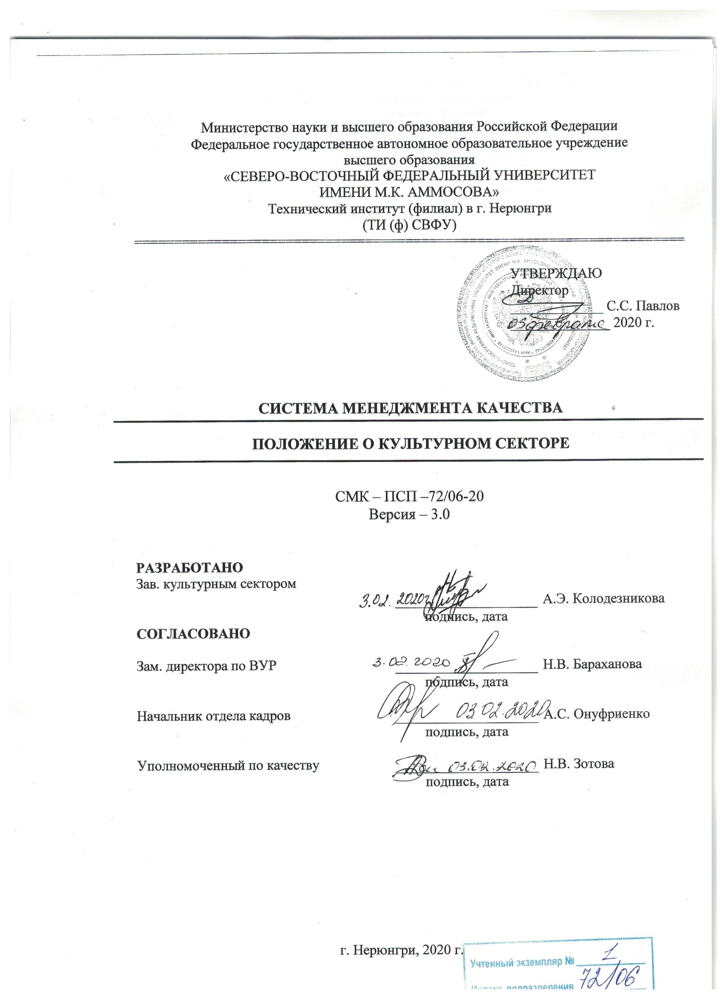 Министерство науки и высшего образования Российской Федерации
Федеральное государственное автономное образовательное учреждение
высшего образования
«СЕВЕРО-ВОСТОЧНЫЙ ФЕДЕРАЛЬНЫЙ УНИВЕРСИТЕТ
ИМЕНИ М.К. АММОСОВА»
Технический институт (филиал) в г. Нерюнгри
(ТИ (ф) СВФУ)
УТВЕРЖДАЮ
Директор
С.С. Павлов
03 февраля 2020 г.
СИСТЕМА МЕНЕДЖМЕНТА КАЧЕСТВА
ПОЛОЖЕНИЕ О КУЛЬТУРНОМ СЕКТОРЕ
СМК – ПСП –72/06-20
Версия – 3.0
РАЗРАБОТАНО
Зав. культурным сектором
3.02. 2020г А.Э. Колодезникова
подпись, дата
СОГЛАСОВАНО
Зам. директора по ВУР 3.02.2020 Н.В. Бараханова
подпись, дата
Начальник отдела кадров 03.02.2020 А.С. Онуфриенко
подпись, дата
Уполномоченный по качеству 03.02.2020 Н.В. Зотова
подпись, дата
г. Нерюнгри, 2020 г.
Учтенный экземпляр № 1
Индекс подразделения 72/06